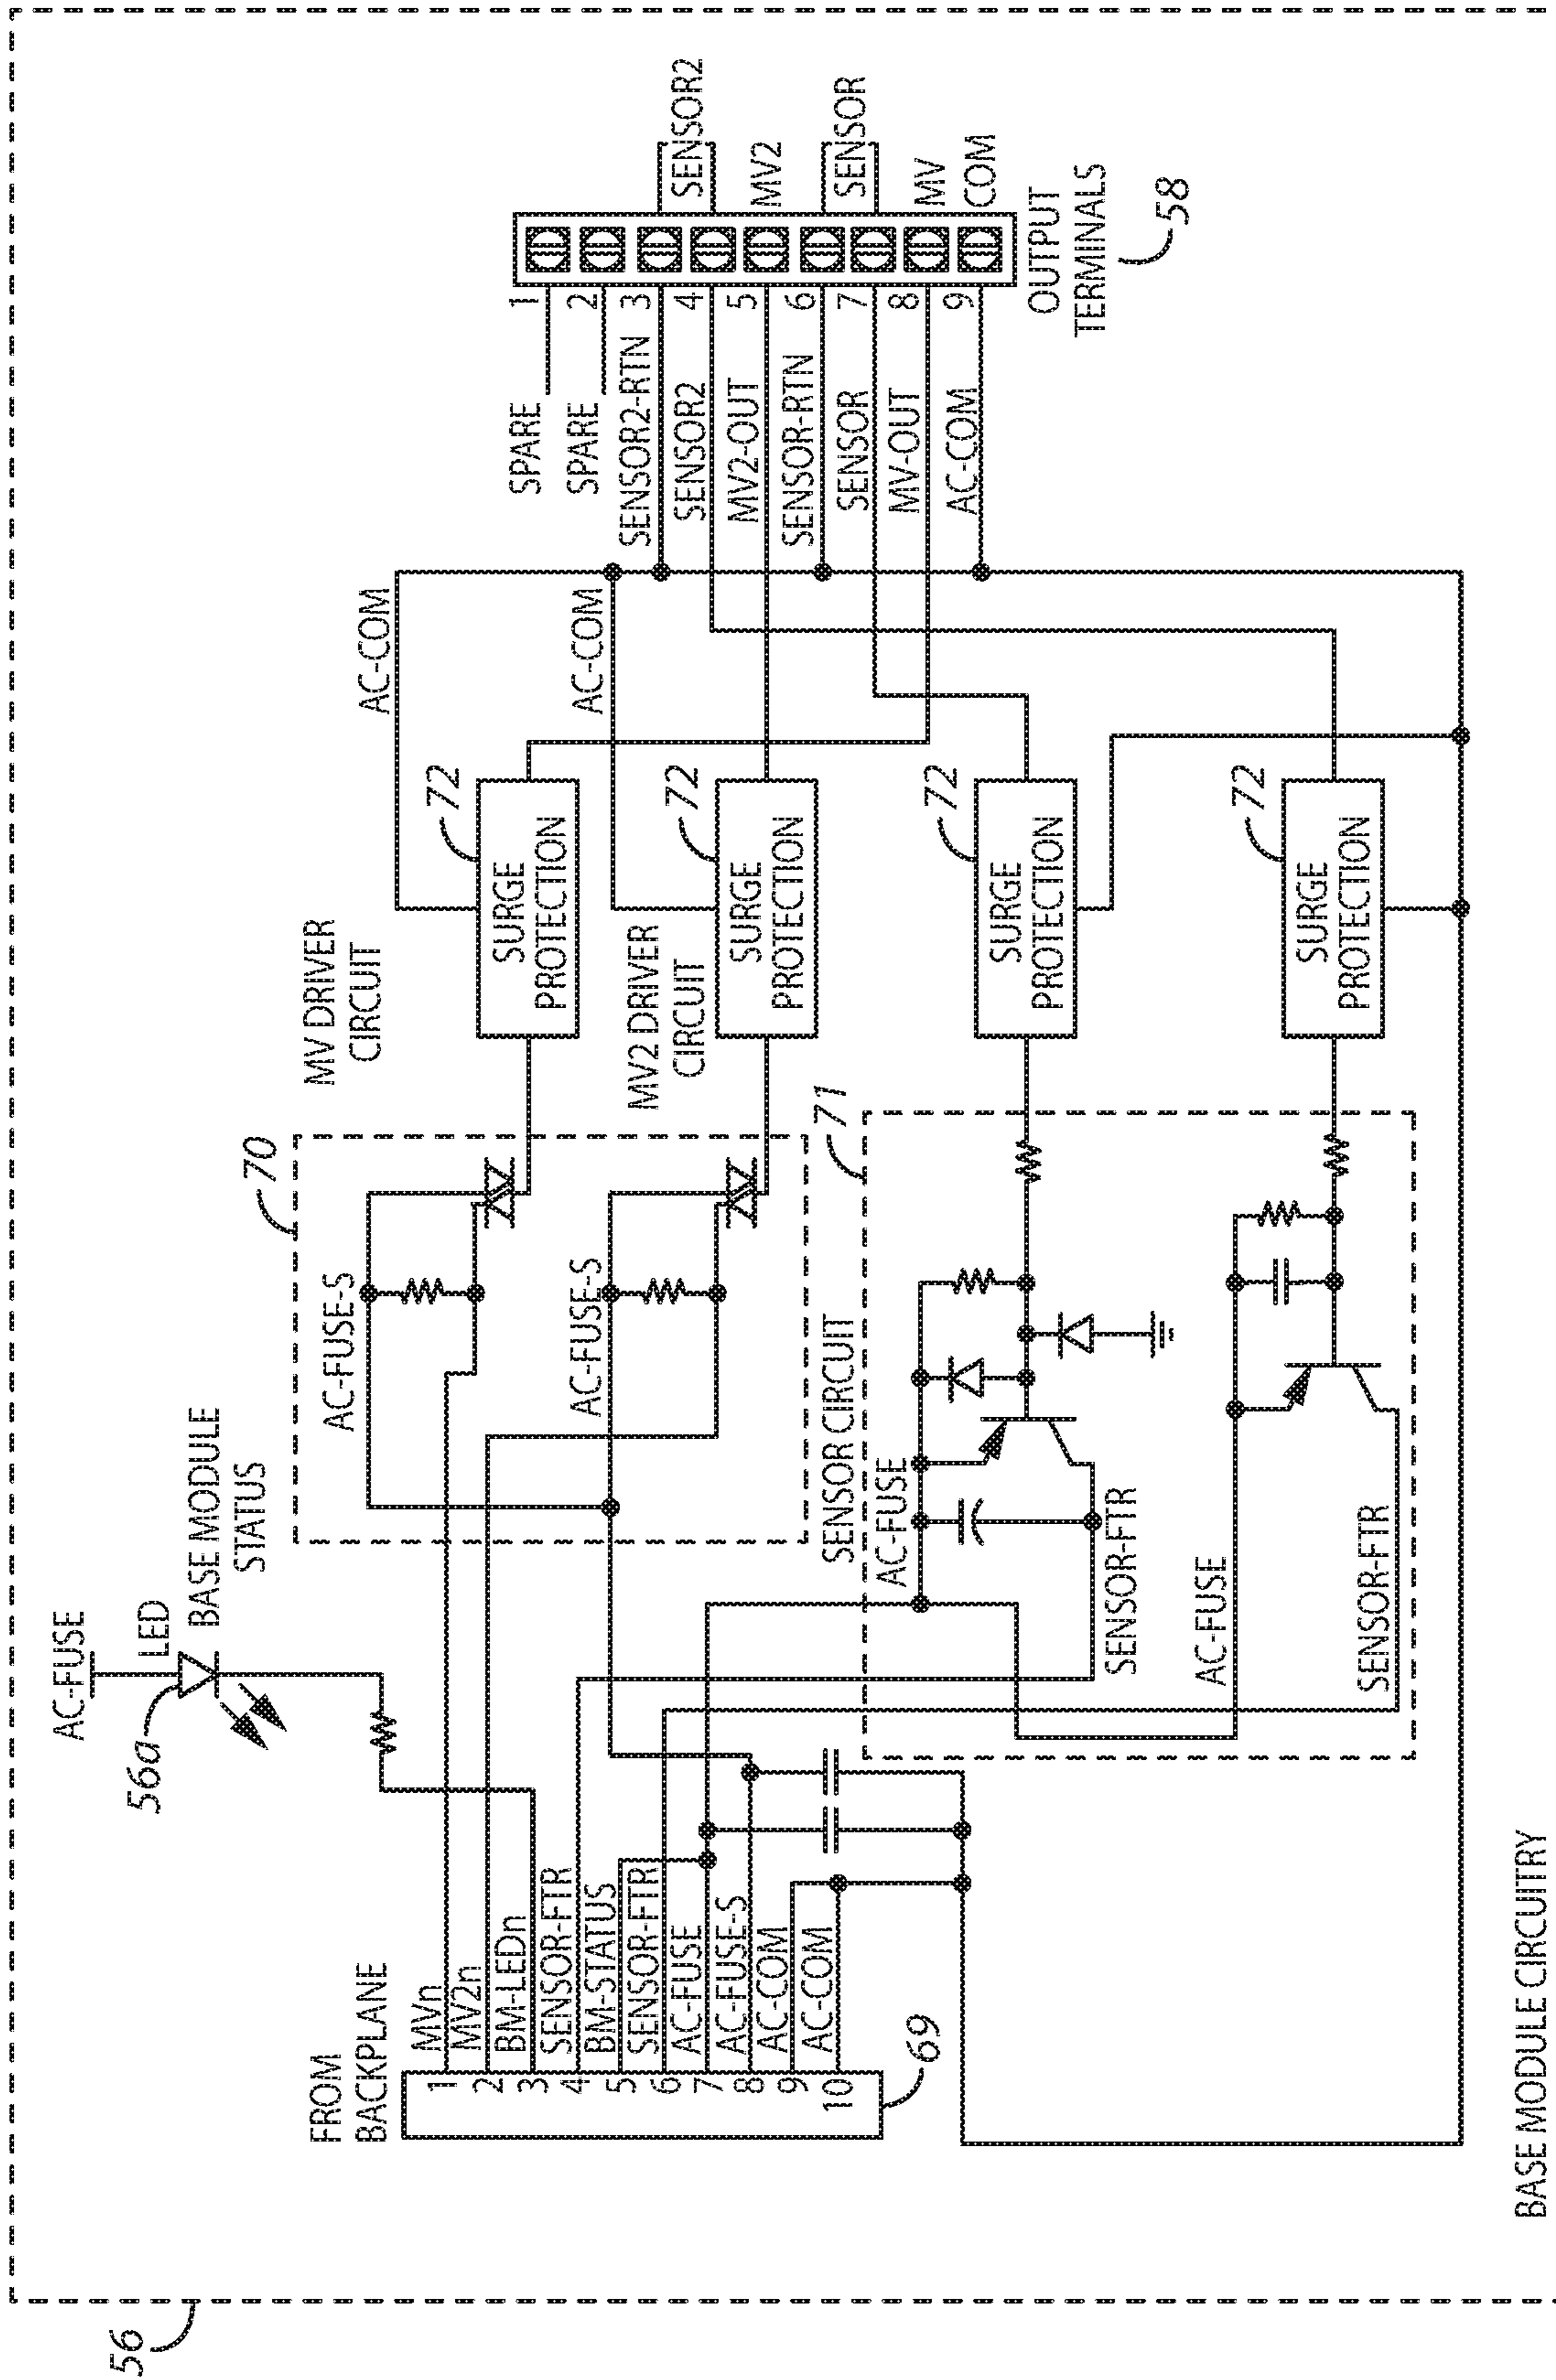 56
AC-FUSE
56a
LED
BASE MODULE
STATUS
FROM
BACKPLANE
1 MVn
2 MV2n
3 BM-LEDn
4 SENSOR-FTR
5 BM-STATUS
6 SENSOR-FTR
7 AC-FUSE
8 AC-FUSE-S
9 AC-COM
10 AC-COM
69
70
AC-FUSE-S
AC-FUSE-S
MV DRIVER
CIRCUIT
MV2 DRIVER
CIRCUIT
71
SENSOR CIRCUIT
AC-FUSE
SENSOR-FTR
AC-FUSE
SENSOR-FTR
72
SURGE
PROTECTION
72
SURGE
PROTECTION
72
SURGE
PROTECTION
72
SURGE
PROTECTION
AC-COM
AC-COM
SPARE 1
SPARE 2
SENSOR2-RTN 3
SENSOR2 4
MV2-OUT 5
SENSOR-RTN 6
SENSOR 7
MV-OUT 8
AC-COM 9
SENSOR2
MV2
SENSOR
MV
COM
OUTPUT
TERMINALS
58
BASE MODULE CIRCUITRY